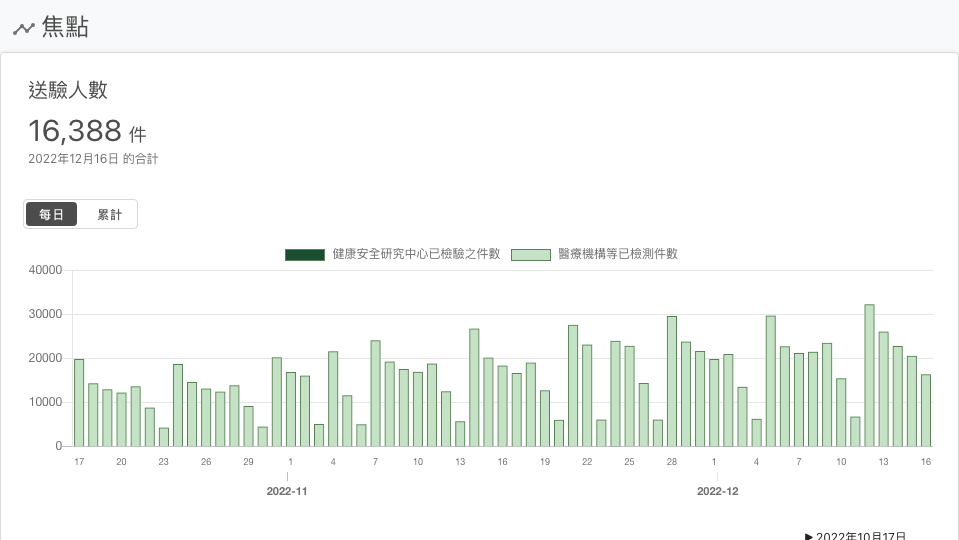 焦點
送驗人數
16,388 件
2022年12月16日 的合計
每日 累計
健康安全研究中心已檢驗之件數 醫療機構等已檢測件數
40000
30000
20000
10000
0
17 20 23 26 29 1 4 7 10 13 16 19 22 25 28 1 4 7 10 13 16
2022-11 2022-12
▶ 2022年10月17日